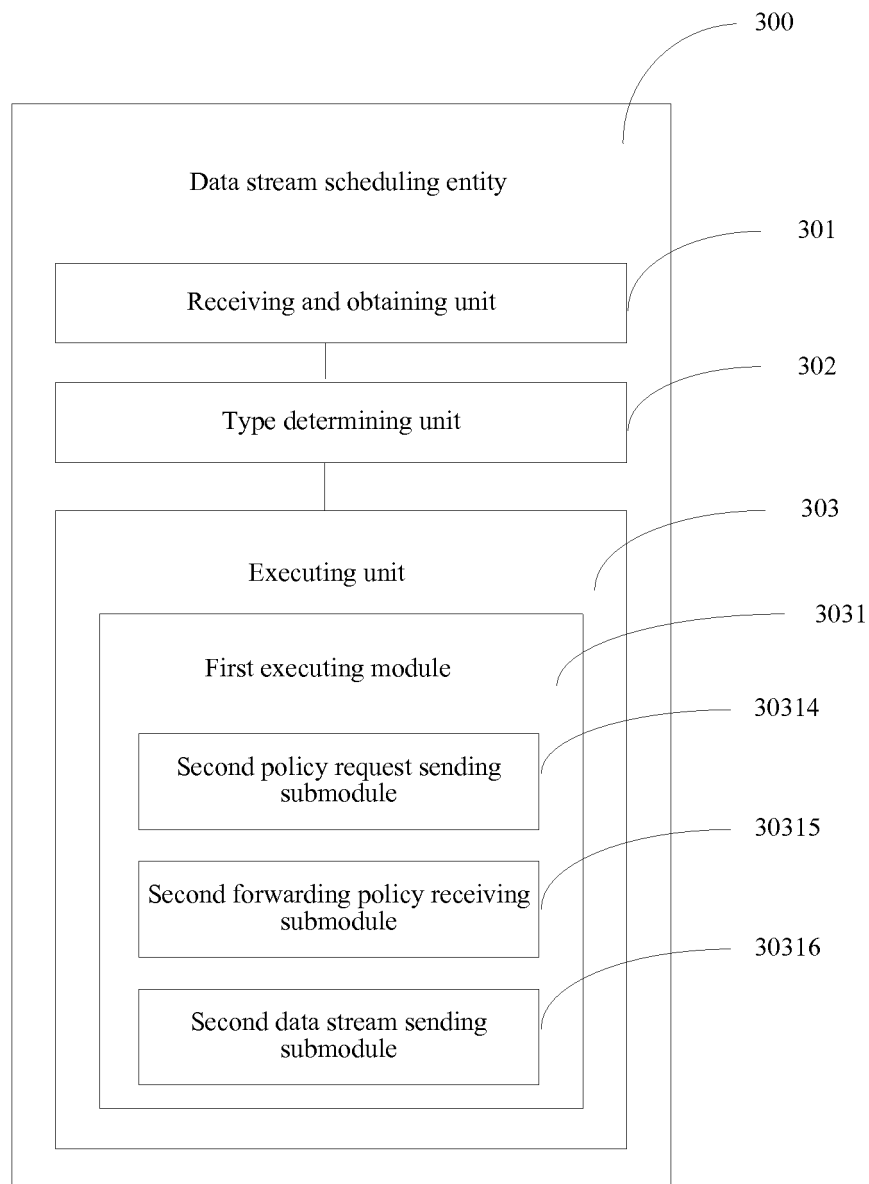 300
Data stream scheduling entity
301
Receiving and obtaining unit
302
Type determining unit
303
Executing unit
3031
First executing module
30314
Second policy request sending
submodule
30315
Second forwarding policy receiving
submodule
30316
Second data stream sending
submodule